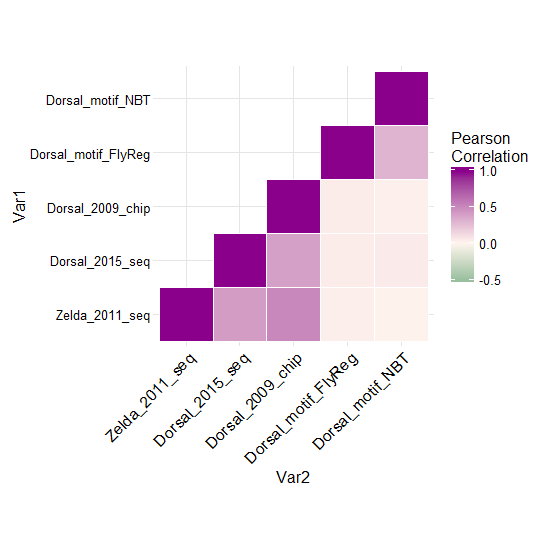 Dorsal_motif_NBT
Dorsal_motif_FlyReg
Dorsal_2009_chip
Dorsal_2015_seq
Zelda_2011_seq
Var1
Zelda_2011_seq
Dorsal_2015_seq
Dorsal_2009_chip
Dorsal_motif_FlyReg
Dorsal_motif_NBT
Var2
Pearson
Correlation
1.0
0.5
0.0
-0.5